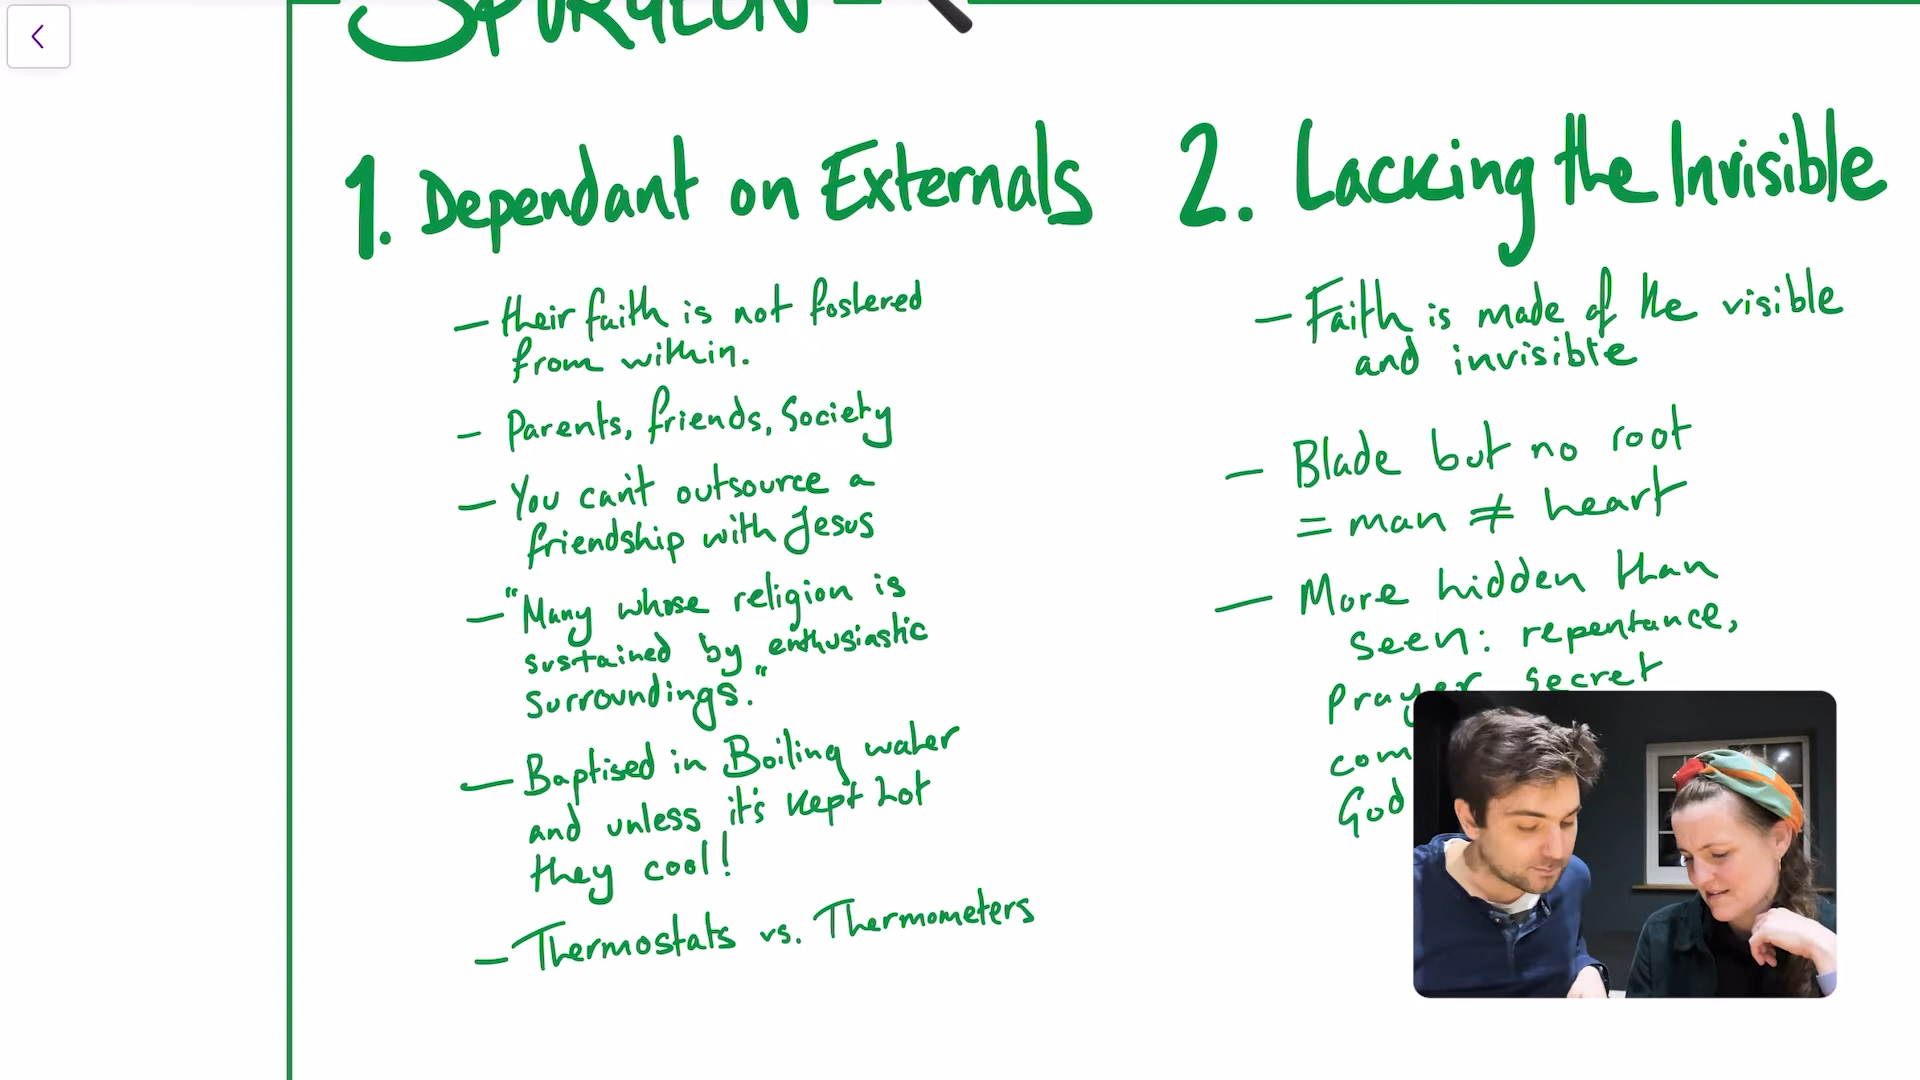 SPURGEON
1. Dependant on Externals
- their faith is not fostered
from within.
- Parents, friends, Society
- You can't outsource a
friendship with Jesus
- "Many whose religion is
sustained by enthusiastic
surroundings."
- Baptised in Boiling water
and unless it's kept hot
they cool!
- Thermostats vs. Thermometers
2. Lacking the Invisible
- Faith is made of the visible
and invisible
- Blade but no root
= man ≠ heart
- More hidden than
seen: repentance,
prayer secret
God